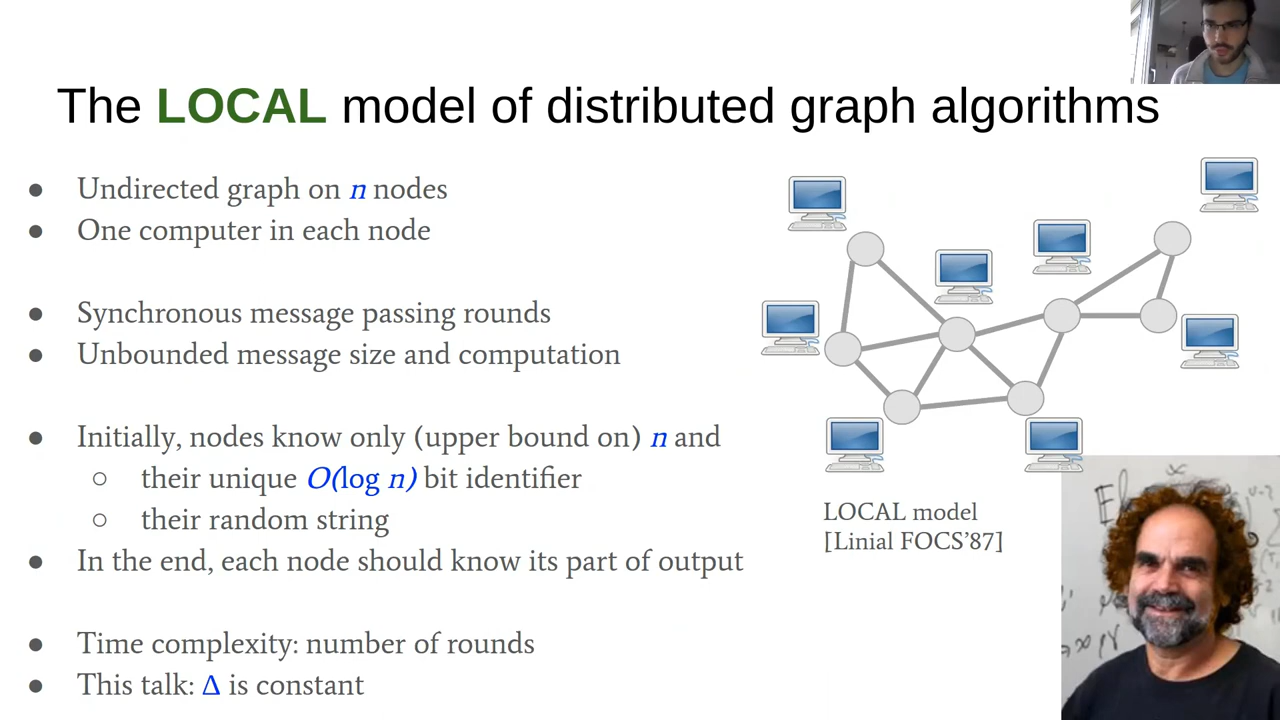 The LOCAL model of distributed graph algorithms
● Undirected graph on n nodes
● One computer in each node
● Synchronous message passing rounds
● Unbounded message size and computation
● Initially, nodes know only (upper bound on) n and
○ their unique O(log n) bit identifier
○ their random string
● In the end, each node should know its part of output
● Time complexity: number of rounds
● This talk: Δ is constant
LOCAL model
[Linial FOCS'87]